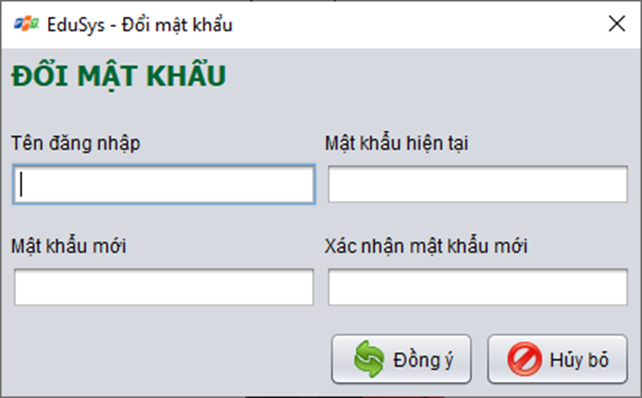 EduSys - Đổi mật khẩu
ĐỔI MẬT KHẨU
Tên đăng nhập Mật khẩu hiện tại
Mật khẩu mới Xác nhận mật khẩu mới
Đồng ý Hủy bỏ